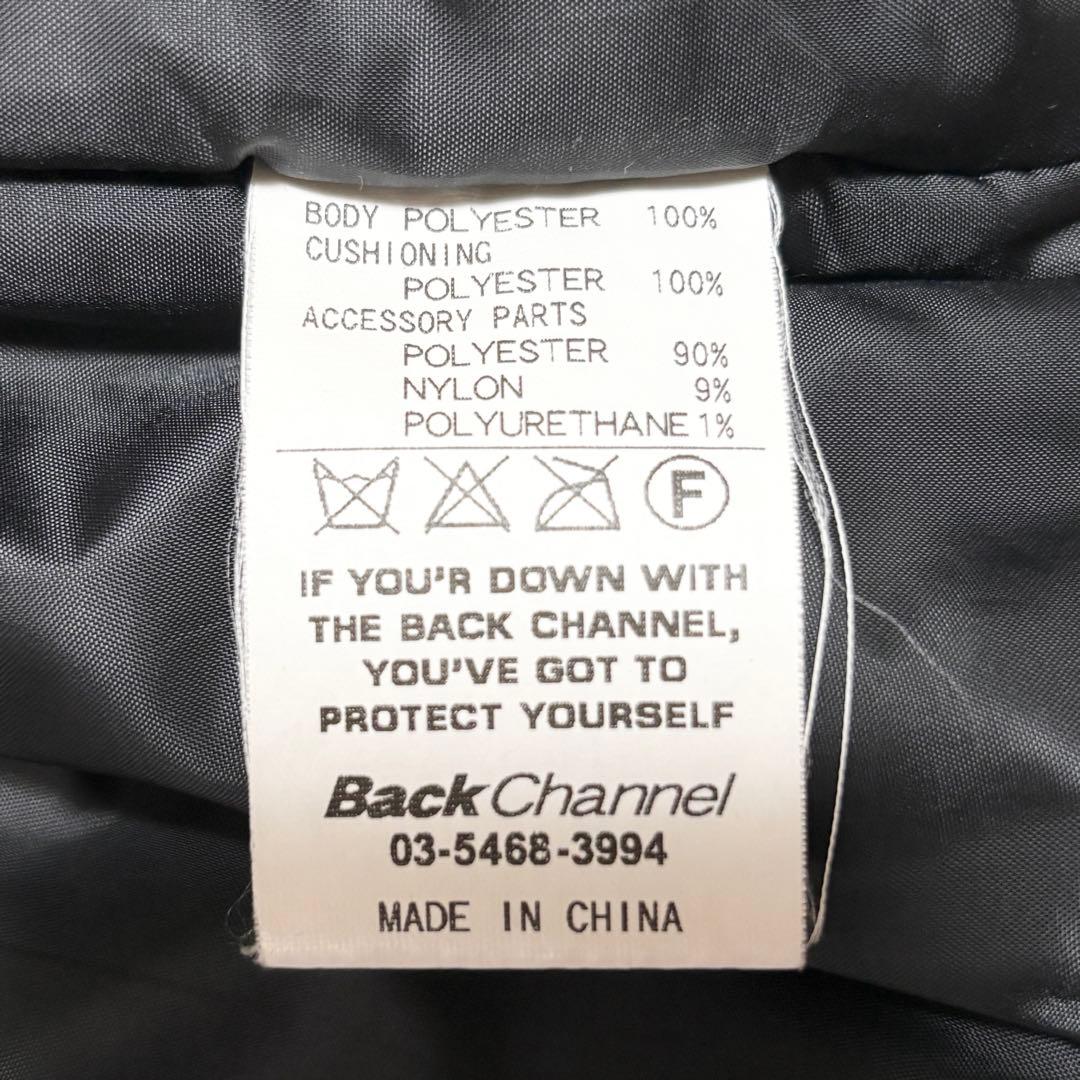 BODY POLYESTER 100%
CUSHIONING
POLYESTER 100%
ACCESSORY PARTS
POLYESTER 90%
NYLON 9%
POLYURETHANE 1%
F
IF YOU'R DOWN WITH
THE BACK CHANNEL,
YOU'VE GOT TO
PROTECT YOURSELF
BackChannel
03-5468-3994
MADE IN CHINA